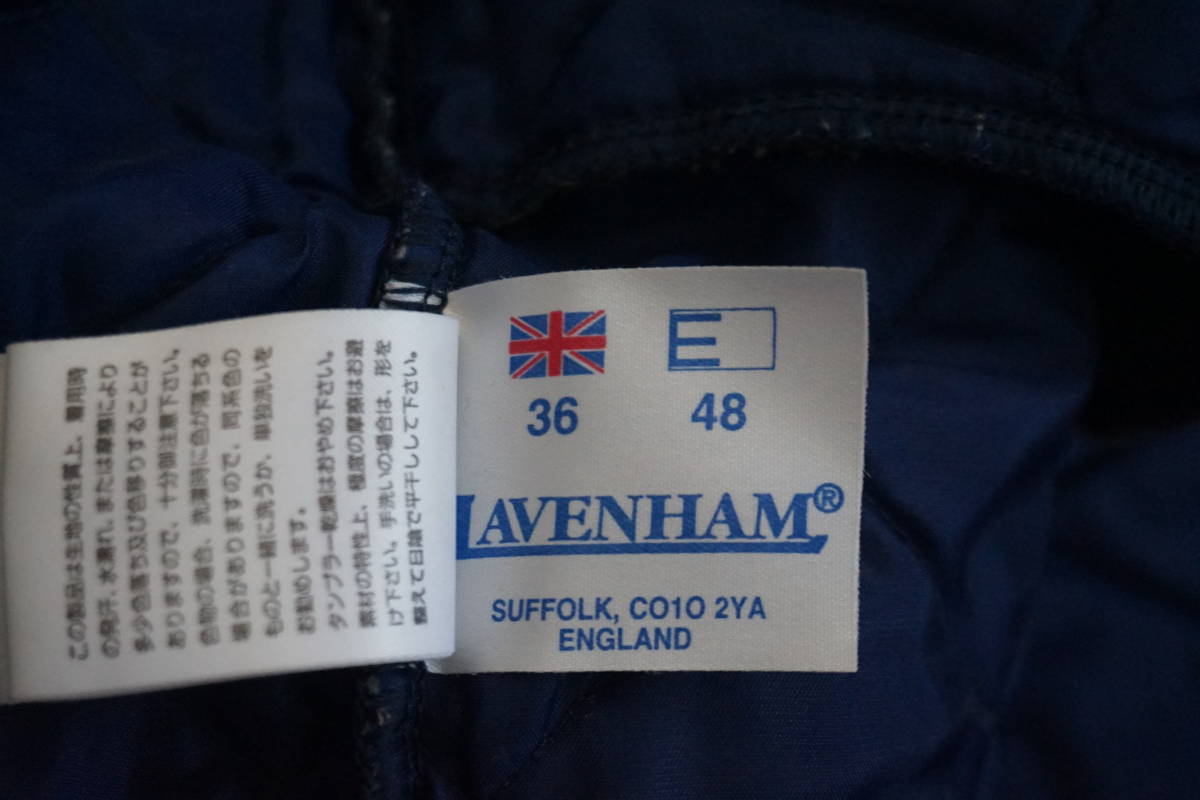 この製品は生地の性質上、着用時
の発汗、水濡れ、または摩擦により
多少色落ち及び色移りすることが
ありますので、十分御注意下さい。
色物の場合、洗濯時に色が落ちる
場合がありますので、同系色の
ものと一緒に洗うか、単独洗いを
お勧めします。
タンブラー乾燥はおやめ下さい。
素材の特性上、極度の摩擦はお避
け下さい。手洗いの場合は、形を
整えて日陰で平干しして下さい。
E
36 48
LAVENHAM®
SUFFOLK, CO1O 2YA
ENGLAND